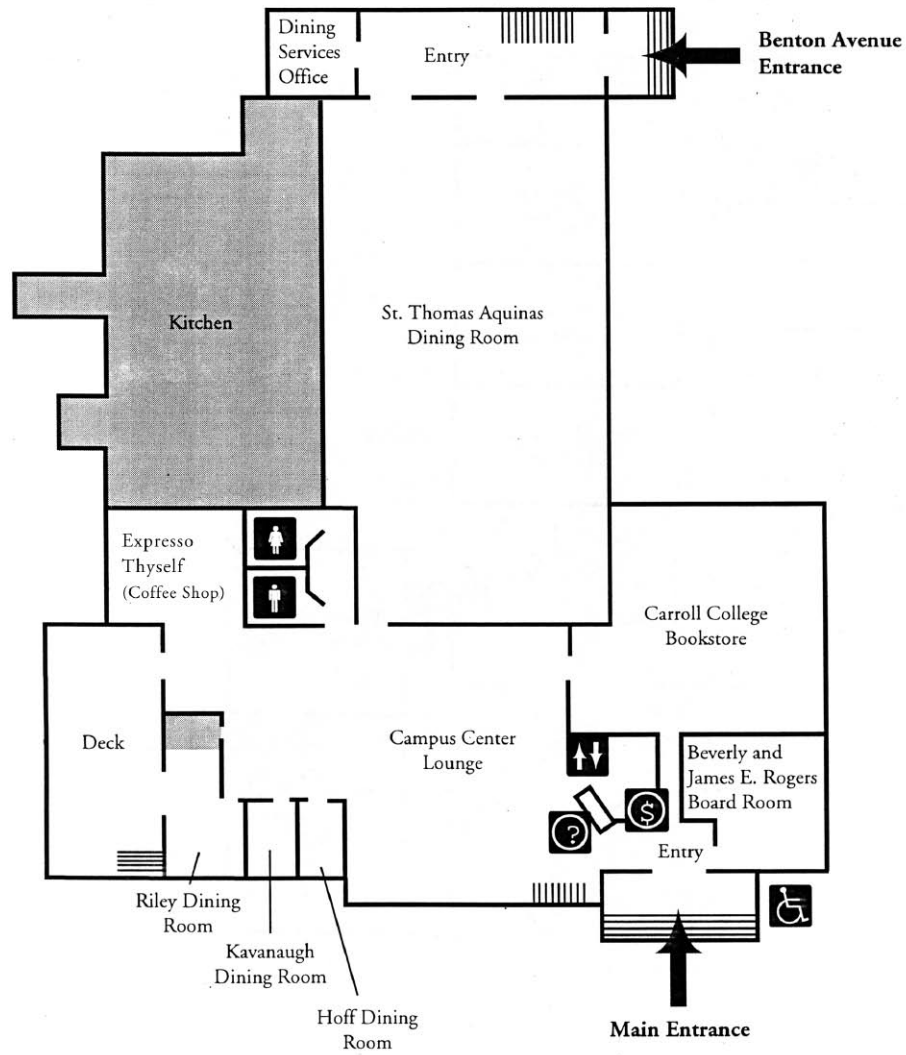 Dining
Services
Office
Entry
Benton Avenue
Entrance
Kitchen
St. Thomas Aquinas
Dining Room
Expresso
Thyself
(Coffee Shop)
Carroll College
Bookstore
Deck
Campus Center
Lounge
Beverly and
James E. Rogers
Board Room
$
?
Entry
Riley Dining
Room
Kavanaugh
Dining Room
Hoff Dining
Room
Main Entrance